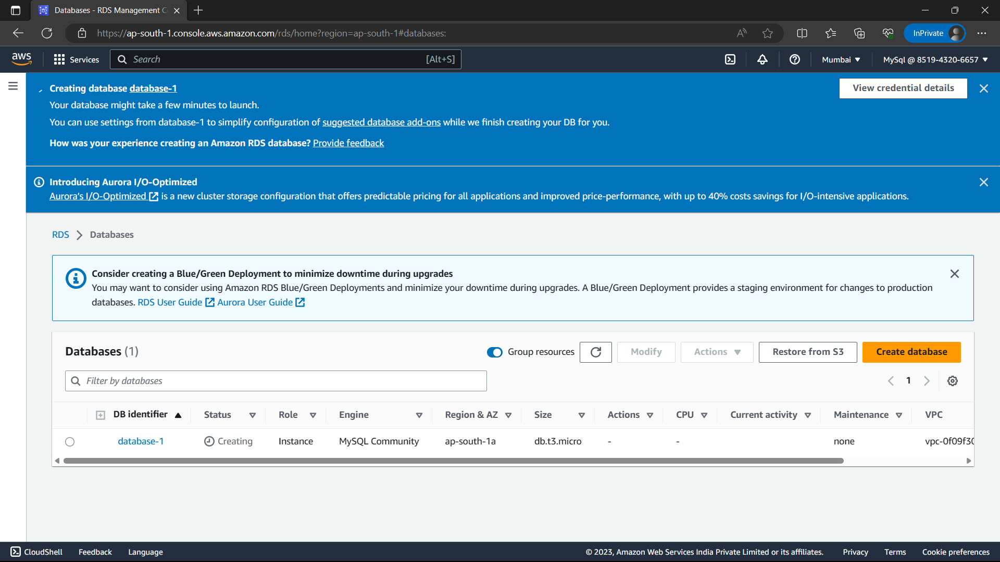 Databases - RDS Management C
https://ap-south-1.console.aws.amazon.com/rds/home?region=ap-south-1#databases:
InPrivate
aws
Services
Search
[Alt+S]
Mumbai
MySql @ 8519-4320-6657
Creating database database-1
View credential details
Your database might take a few minutes to launch.
You can use settings from database-1 to simplify configuration of suggested database add-ons while we finish creating your DB for you.
How was your experience creating an Amazon RDS database? Provide feedback
Introducing Aurora I/O-Optimized
Aurora's I/O-Optimized is a new cluster storage configuration that offers predictable pricing for all applications and improved price-performance, with up to 40% costs savings for I/O-intensive applications.
RDS Databases
Consider creating a Blue/Green Deployment to minimize downtime during upgrades
You may want to consider using Amazon RDS Blue/Green Deployments and minimize your downtime during upgrades. A Blue/Green Deployment provides a staging environment for changes to production
databases. RDS User Guide Aurora User Guide
Databases (1)
Group resources
Modify
Actions
Restore from S3
Create database
Filter by databases
1
DB identifier Status Role Engine Region & AZ Size Actions CPU Current activity Maintenance VPC
database-1 Creating Instance MySQL Community ap-south-1a db.t3.micro - - none vpc-0f09f30
CloudShell Feedback Language
© 2023, Amazon Web Services India Private Limited or its affiliates. Privacy Terms Cookie preferences